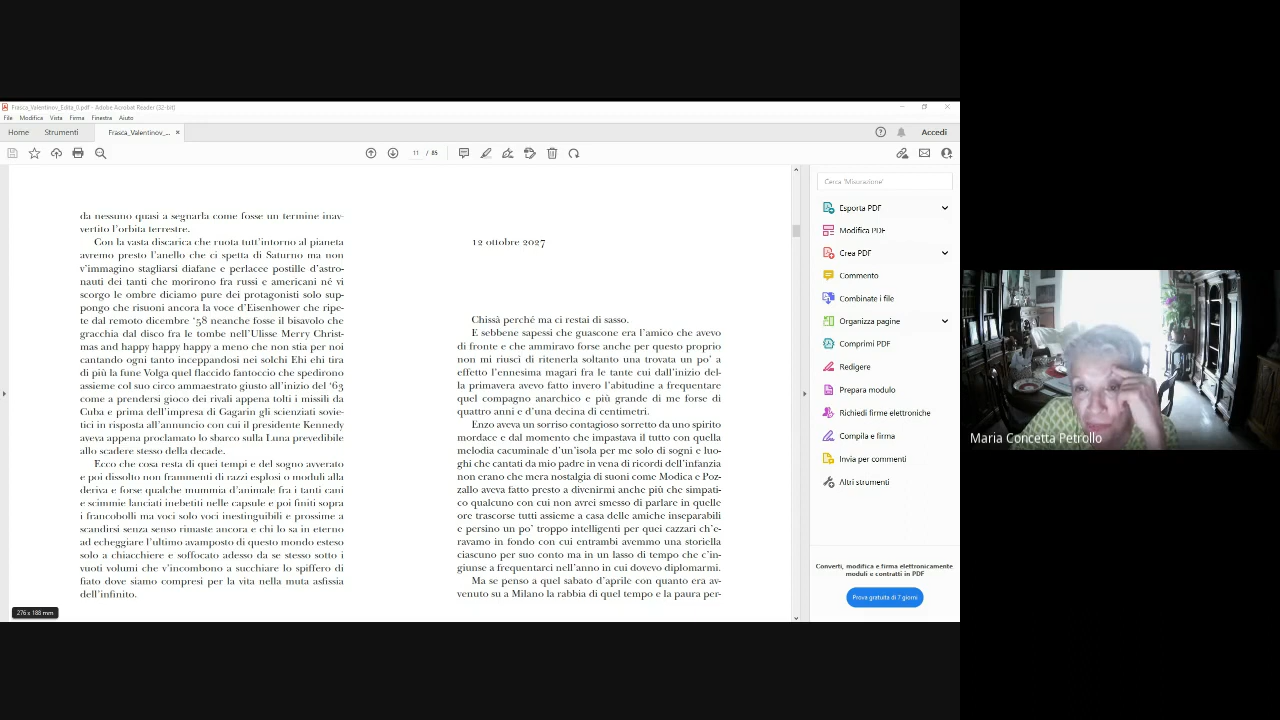 Frasca_Valentinov_Edita_0.pdf - Adobe Acrobat Reader (32-bit)
File Modifica Vista Firma Finestra Aiuto
Home Strumenti Frasca_Valentinov_... × Accedi
11 / 85
da nessuno quasi a segnarla come fosse un termine inav-
vertito l'orbita terrestre.
Con la vasta discarica che ruota tutt'intorno al pianeta
avremo presto l'anello che ci spetta di Saturno ma non
v'immagino stagliarsi diafane e perlacee postille d'astro-
nauti dei tanti che morirono fra russi e americani né vi
scorgo le ombre diciamo pure dei protagonisti solo sup-
pongo che risuoni ancora la voce d'Eisenhower che ripe-
te dal remoto dicembre '58 neanche fosse il bisavolo che
gracchia dal disco fra le tombe nell'Ulisse Merry Christ-
mas and happy happy happy a meno che non stia per noi
cantando ogni tanto inceppandosi nei solchi Ehi ehi tira
di più la fune Volga quel flaccido fantoccio che spedirono
assieme col suo circo ammaestrato giusto all'inizio del '63
come a prendersi gioco dei rivali appena tolti i missili da
Cuba e prima dell'impresa di Gagarin gli scienziati sovie-
tici in risposta all'annuncio con cui il presidente Kennedy
aveva appena proclamato lo sbarco sulla Luna prevedibile
allo scadere stesso della decade.
Ecco che cosa resta di quei tempi e del sogno avverato
e poi dissolto non frammenti di razzi esplosi o moduli alla
deriva e forse qualche mummia d'animale fra i tanti cani
e scimmie lanciati inebetiti nelle capsule e poi finiti sopra
i francobolli ma voci solo voci inestinguibili e prossime a
scandirsi senza senso rimaste ancora e chi lo sa in eterno
ad echeggiare l'ultimo avamposto di questo mondo esteso
solo a chiacchiere e soffocato adesso da se stesso sotto i
vuoti volumi che v'incombono a succhiare lo spiffero di
fiato dove siamo compresi per la vita nella muta asfissia
dell'infinito.
12 ottobre 2027
Chissà perché ma ci restai di sasso.
E sebbene sapessi che guascone era l'amico che avevo
di fronte e che ammiravo forse anche per questo proprio
non mi riuscì di ritenerla soltanto una trovata un po' a
effetto l'ennesima magari fra le tante cui dall'inizio del-
la primavera avevo fatto invero l'abitudine a frequentare
quel compagno anarchico e più grande di me forse di
quattro anni e d'una decina di centimetri.
Enzo aveva un sorriso contagioso sorretto da uno spirito
mordace e dal momento che impastava il tutto con quella
melodia cacuminale d'un'isola per me solo di sogni e luo-
ghi che cantati da mio padre in vena di ricordi dell'infanzia
non erano che mera nostalgia di suoni come Modica e Poz-
zallo aveva fatto presto a divenirmi anche più che simpati-
co qualcuno con cui non avrei smesso di parlare in quelle
ore trascorse tutti assieme a casa delle amiche inseparabili
e persino un po' troppo intelligenti per quei cazzari ch'e-
ravamo in fondo con cui entrambi avemmo una storiella
ciascuno per suo conto ma in un lasso di tempo che c'in-
giunse a frequentarci nell'anno in cui dovevo diplomarmi.
Ma se penso a quel sabato d'aprile con quanto era av-
venuto su a Milano la rabbia di quel tempo e la paura per-
276 x 188 mm
Cerca 'Misurazione'
Esporta PDF
Modifica PDF
Crea PDF
Commento
Combinate i file
Organizza pagine
Comprimi PDF
Redigere
Prepara modulo
Richiedi firme elettroniche
Compila e firma
Invia per commenti
Altri strumenti
Converti, modifica e firma elettronicamente
moduli e contratti in PDF
Prova gratuita di 7 giorni
Maria Concetta Petrollo